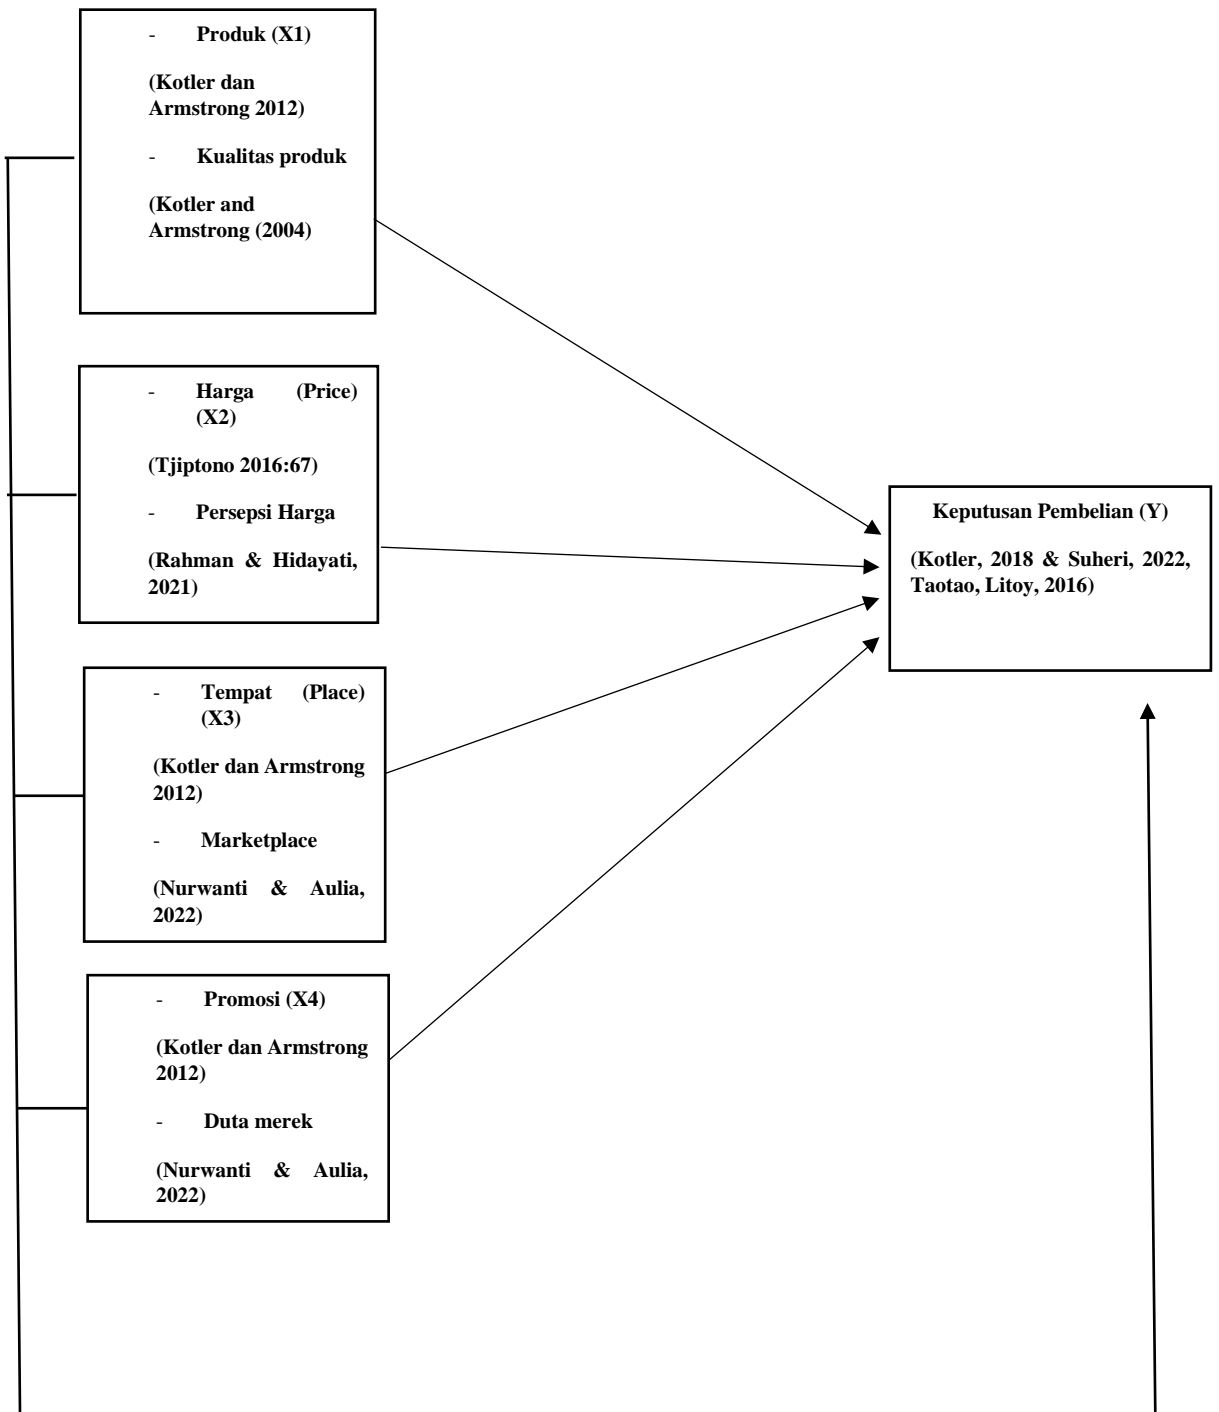 - Produk (X1)
(Kotler dan
Armstrong 2012)
- Kualitas produk
(Kotler and
Armstrong (2004)
- Harga (Price)
(X2)
(Tjiptono 2016:67)
- Persepsi Harga
(Rahman & Hidayati,
2021)
- Tempat (Place)
(X3)
(Kotler dan Armstrong
2012)
- Marketplace
(Nurwanti & Aulia,
2022)
- Promosi (X4)
(Kotler dan Armstrong
2012)
- Duta merek
(Nurwanti & Aulia,
2022)
Keputusan Pembelian (Y)
(Kotler, 2018 & Suheri, 2022,
Taotao, Litoy, 2016)